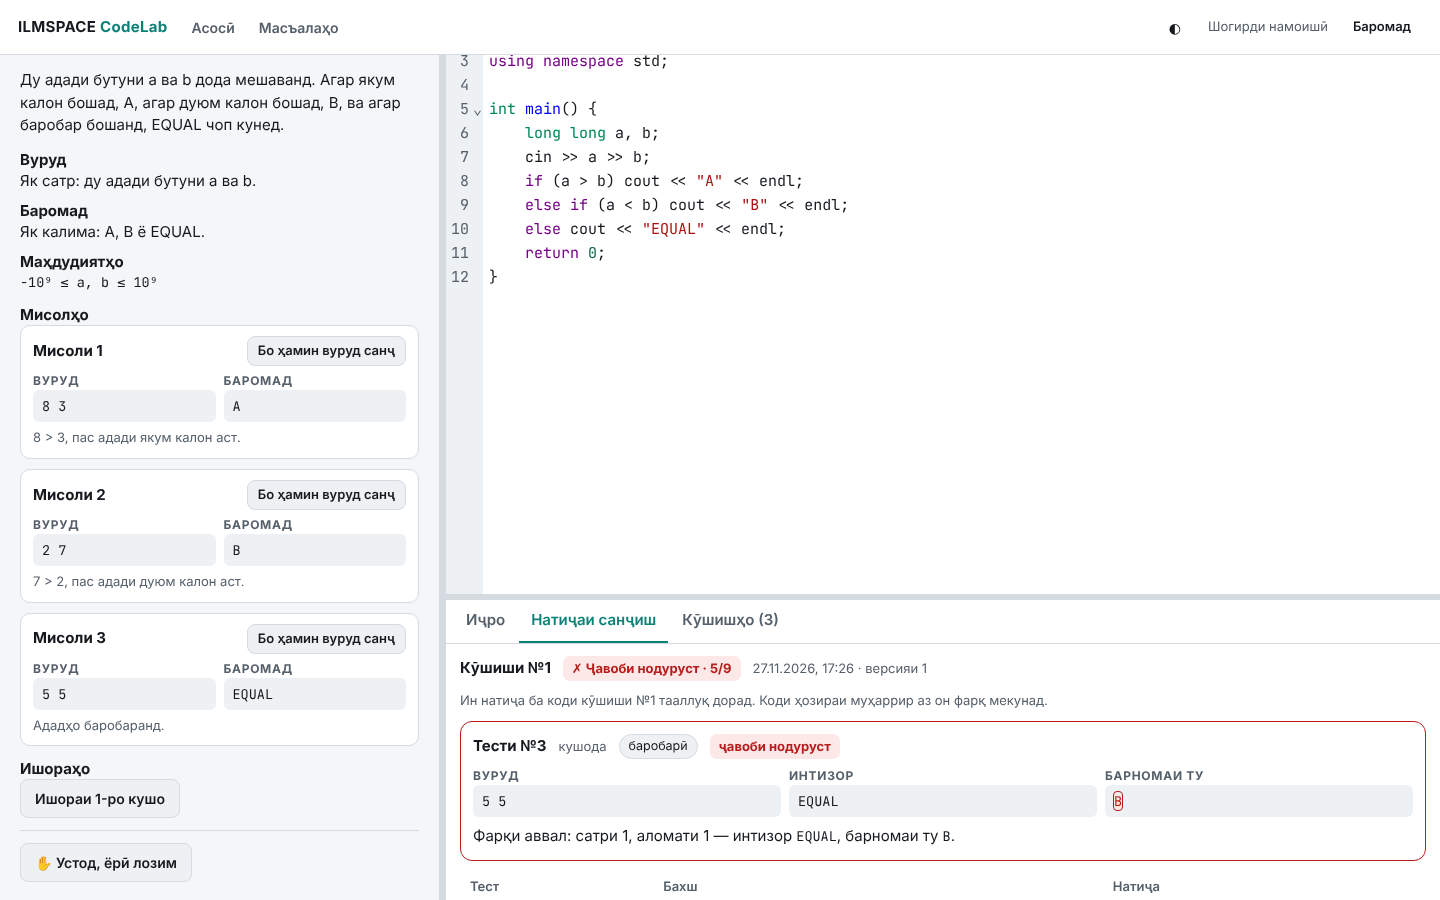 ILMSPACE CodeLab Асосӣ Масъалаҳо ◐ Шогирди намоишӣ Баромад
Ду адади бутуни a ва b дода мешаванд. Агар якум
калон бошад, A, агар дуюм калон бошад, B, ва агар
баробар бошанд, EQUAL чоп кунед.
Вуруд
Як сатр: ду адади бутуни a ва b.
Баромад
Як калима: A, B ё EQUAL.
Маҳдудиятҳо
-10⁹ ≤ a, b ≤ 10⁹
Мисолҳо
Мисоли 1 Бо ҳамин вуруд санҷ
ВУРУД БАРОМАД
8 3 A
8 > 3, пас адади якум калон аст.
Мисоли 2 Бо ҳамин вуруд санҷ
ВУРУД БАРОМАД
2 7 B
7 > 2, пас адади дуюм калон аст.
Мисоли 3 Бо ҳамин вуруд санҷ
ВУРУД БАРОМАД
5 5 EQUAL
Ададҳо баробаранд.
Ишораҳо
Ишораи 1-ро кушо
✋ Устод, ёрӣ лозим
3 using namespace std;
4
5 int main() {
6 long long a, b;
7 cin >> a >> b;
8 if (a > b) cout << "A" << endl;
9 else if (a < b) cout << "B" << endl;
10 else cout << "EQUAL" << endl;
11 return 0;
12 }
Иҷро Натиҷаи санҷиш Кӯшишҳо (3)
Кӯшиши №1 ✗ Ҷавоби нодуруст · 5/9 27.11.2026, 17:26 · версияи 1
Ин натиҷа ба коди кӯшиши №1 тааллуқ дорад. Коди ҳозираи муҳаррир аз он фарқ мекунад.
Тести №3 кушода баробарӣ ҷавоби нодуруст
ВУРУД ИНТИЗОР БАРНОМАИ ТУ
5 5 EQUAL B
Фарқи аввал: сатри 1, аломати 1 — интизор EQUAL, барномаи ту B.
Тест Бахш Натиҷа